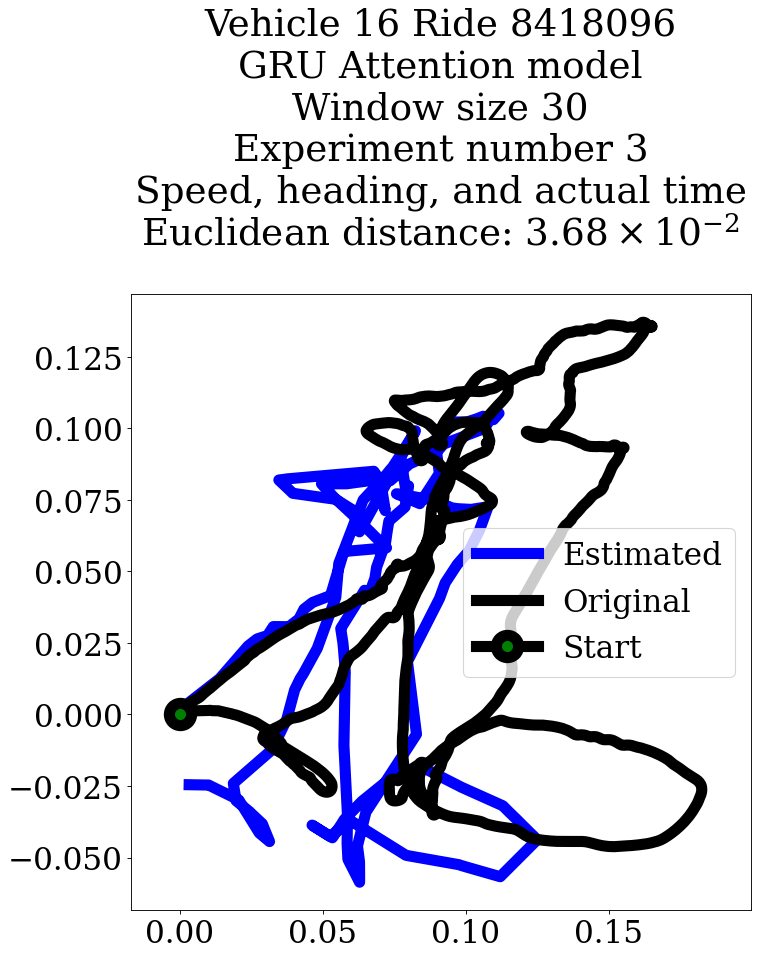 Vehicle 16 Ride 8418096
GRU Attention model
Window size 30
Experiment number 3
Speed, heading, and actual time
Euclidean distance: 3.68 × 10⁻²
0.125
0.100
0.075
0.050
0.025
0.000
−0.025
−0.050
Estimated
Original
Start
0.00 0.05 0.10 0.15